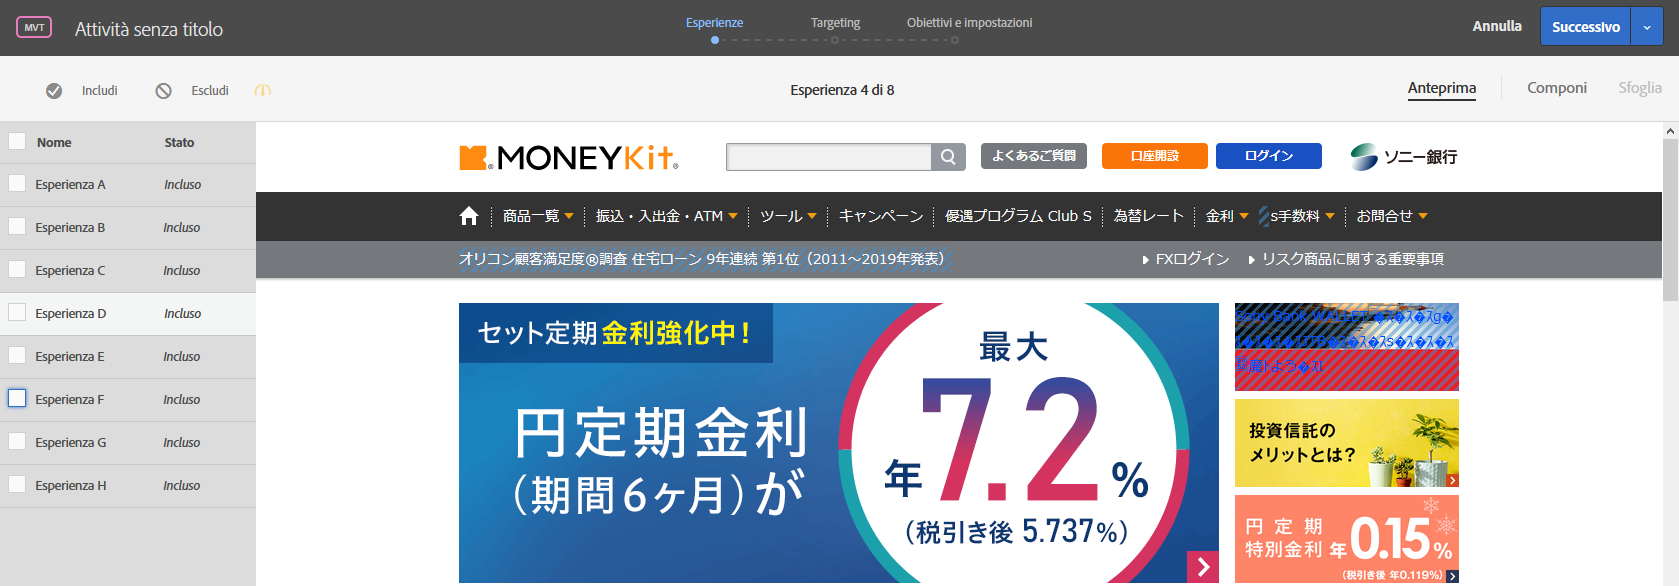 MVT
Attività senza titolo
Esperienze
Targeting
Obiettivi e impostazioni
Annulla
Successivo
Includi
Escludi
Esperienza 4 di 8
Anteprima
Componi
Sfoglia
Nome Stato
Esperienza A Incluso
Esperienza B Incluso
Esperienza C Incluso
Esperienza D Incluso
Esperienza E Incluso
Esperienza F Incluso
Esperienza G Incluso
Esperienza H Incluso
MONEYKit
よくあるご質問
口座開設
ログイン
ソニー銀行
商品一覧
振込・入出金・ATM
ツール
キャンペーン
優遇プログラム Club S
為替レート
金利
s手数料
お問合せ
オリコン顧客満足度®調査 住宅ローン 9年連続 第1位（2011～2019年発表）
FXログイン
リスク商品に関する重要事項
セット定期 金利強化中！
円定期金利
（期間6ヶ月）が
最大
年7.2%
（税引き後 5.737%）
Sony Bank WALLET
投資信託の
メリットとは？
円定期
特別金利 年0.15%
（税引き後 年0.119%）